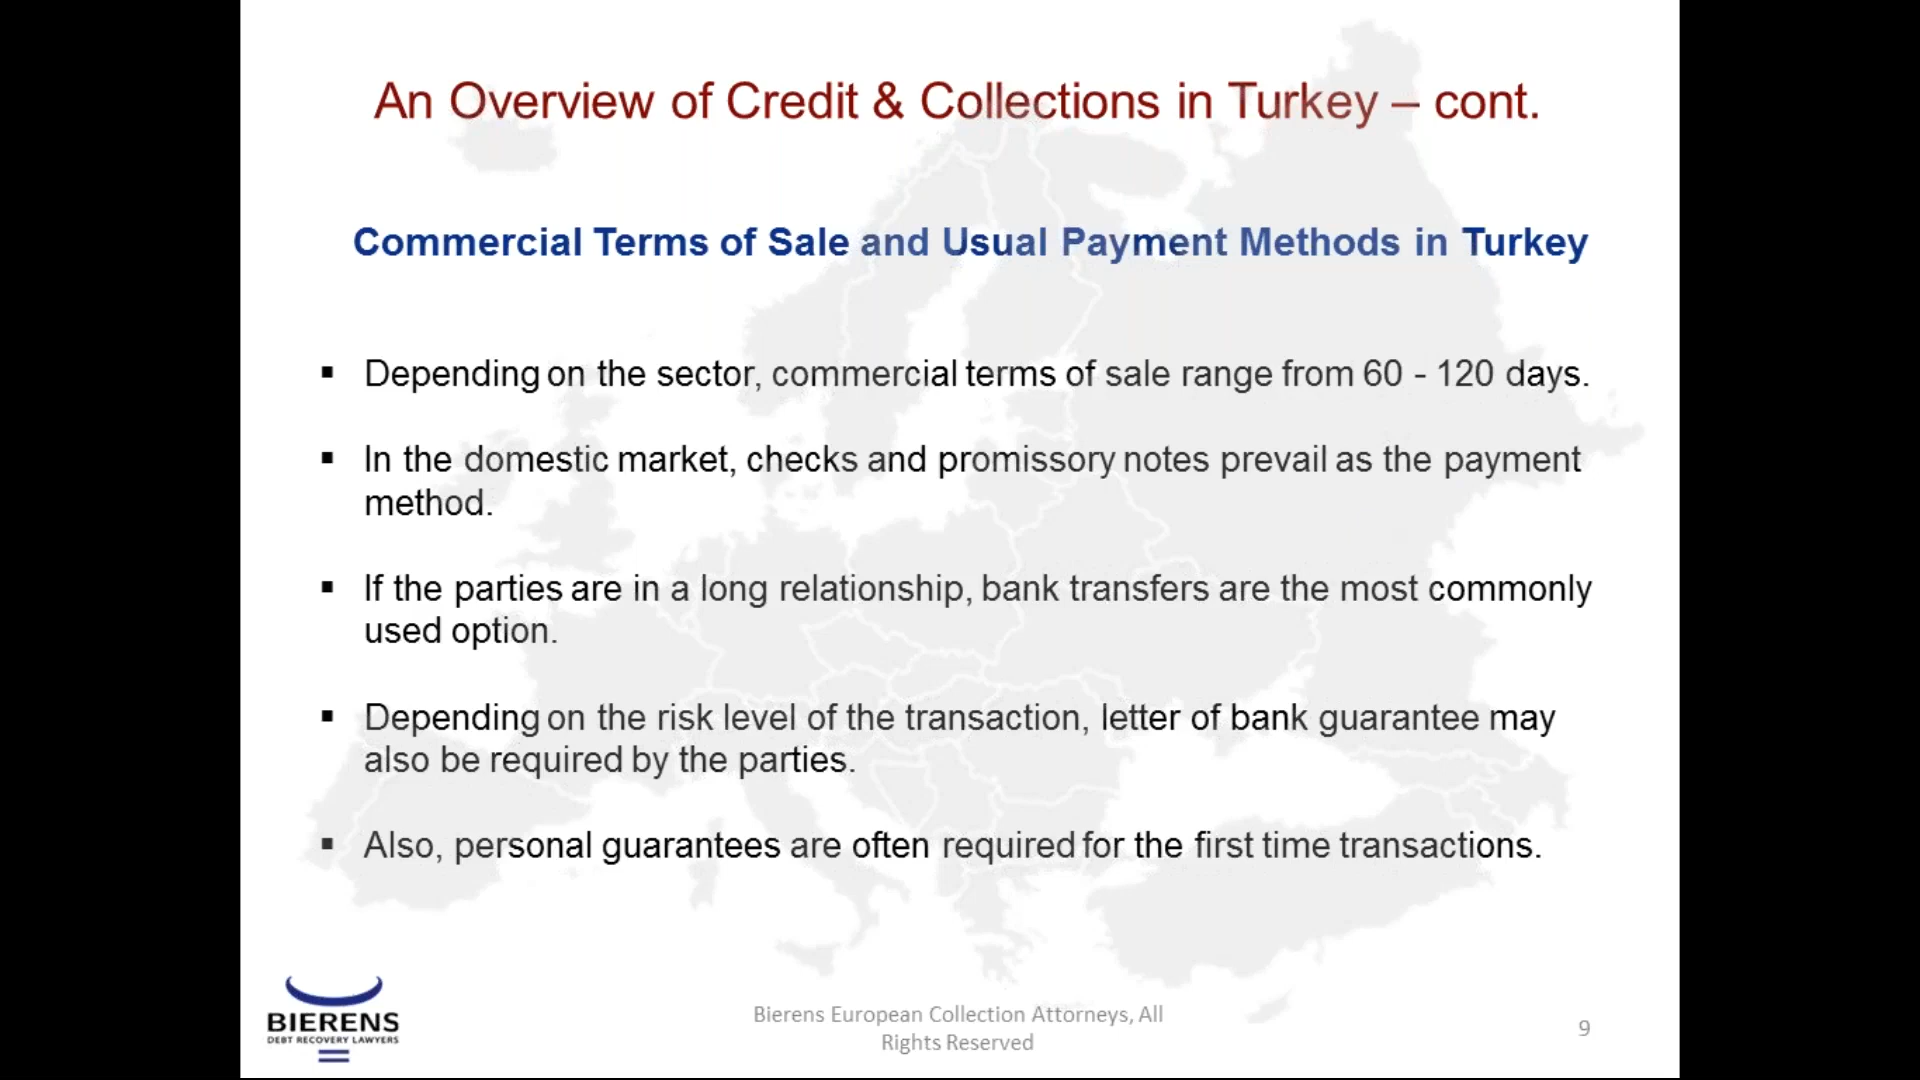 An Overview of Credit & Collections in Turkey – cont.
Commercial Terms of Sale and Usual Payment Methods in Turkey
▪ Depending on the sector, commercial terms of sale range from 60 - 120 days.
▪ In the domestic market, checks and promissory notes prevail as the payment
method.
▪ If the parties are in a long relationship, bank transfers are the most commonly
used option.
▪ Depending on the risk level of the transaction, letter of bank guarantee may
also be required by the parties.
▪ Also, personal guarantees are often required for the first time transactions.
BIERENS
DEBT RECOVERY LAWYERS
Bierens European Collection Attorneys, All
Rights Reserved
9